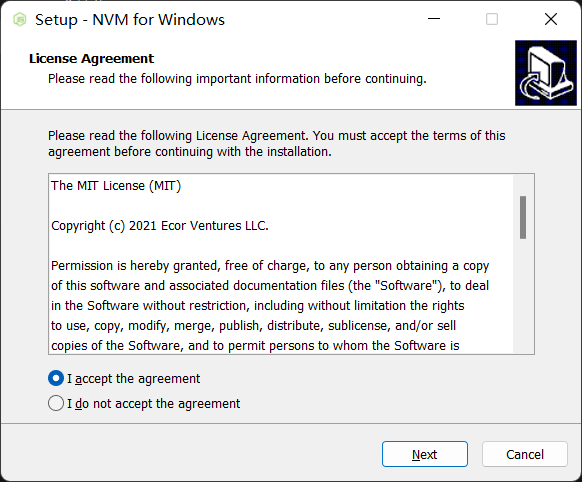 Setup - NVM for Windows
License Agreement
Please read the following important information before continuing.
Please read the following License Agreement. You must accept the terms of this
agreement before continuing with the installation.
The MIT License (MIT)
Copyright (c) 2021 Ecor Ventures LLC.
Permission is hereby granted, free of charge, to any person obtaining a copy
of this software and associated documentation files (the "Software"), to deal
in the Software without restriction, including without limitation the rights
to use, copy, modify, merge, publish, distribute, sublicense, and/or sell
copies of the Software, and to permit persons to whom the Software is
I accept the agreement
I do not accept the agreement
Next
Cancel